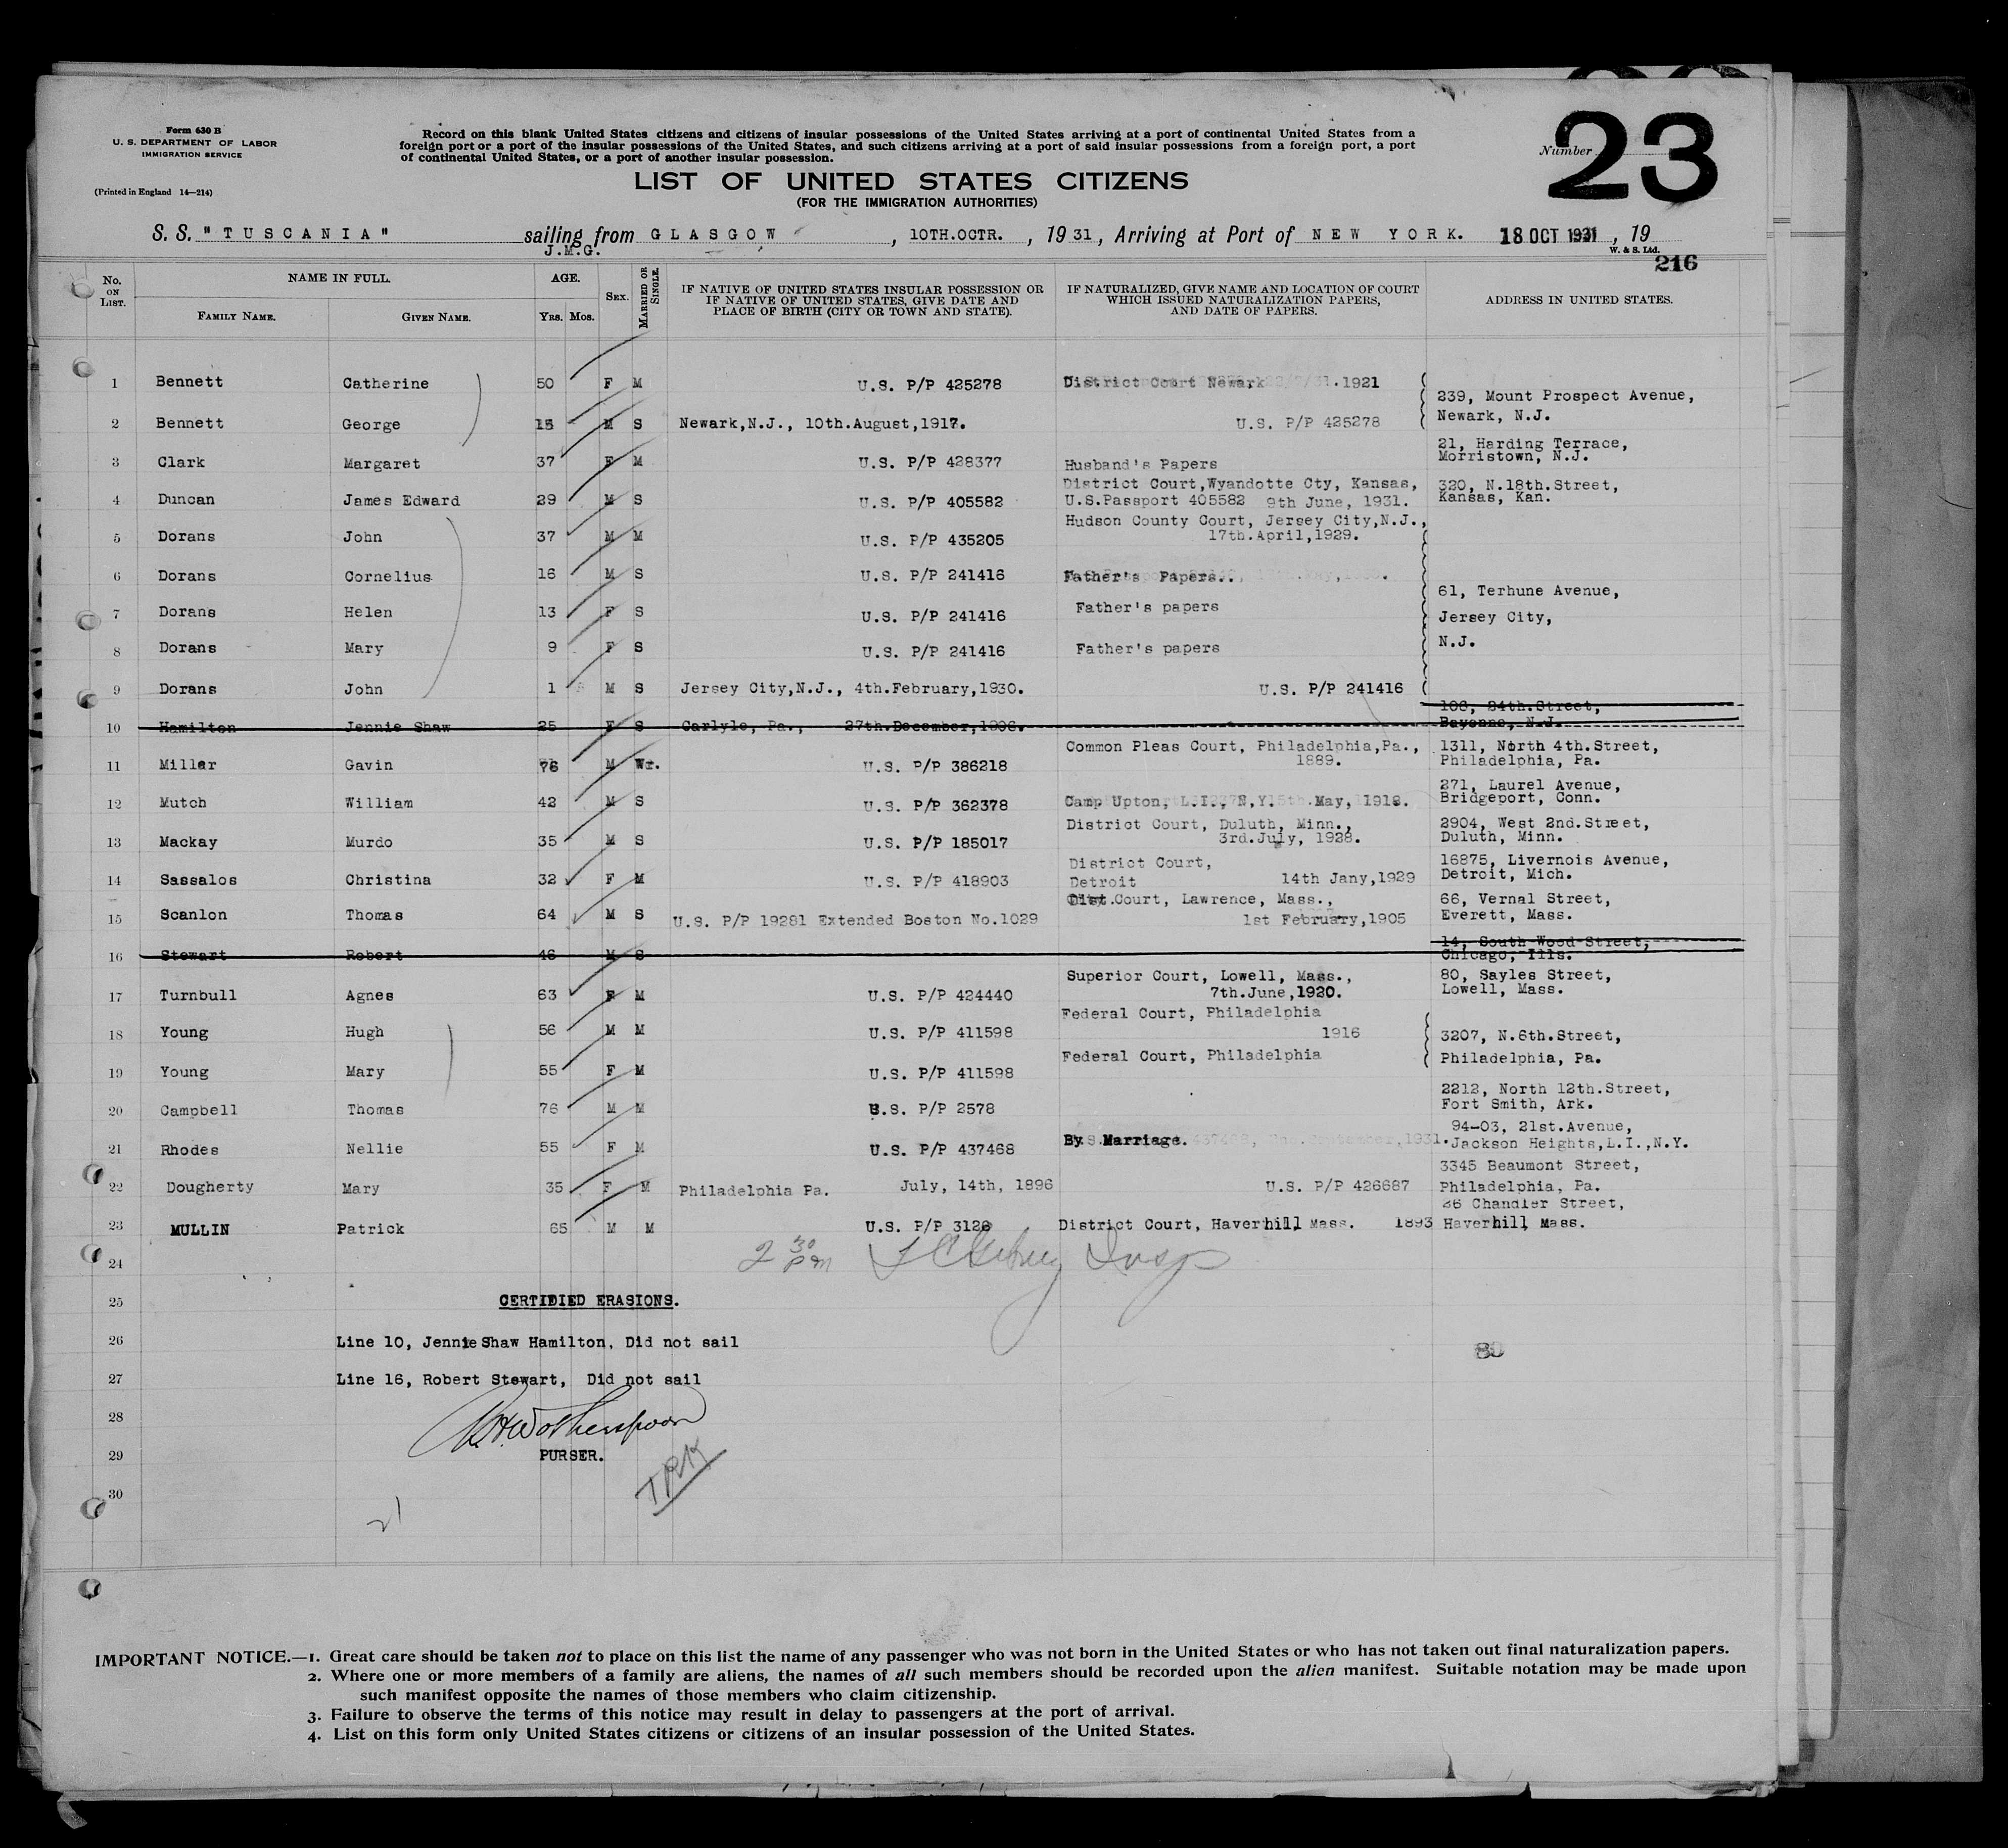 Form 630 B
U. S. DEPARTMENT OF LABOR
IMMIGRATION SERVICE
(Printed in England 14—214)
Record on this blank United States citizens and citizens of insular possessions of the United States arriving at a port of continental United States from a
foreign port or a port of the insular possessions of the United States, and such citizens arriving at a port of said insular possessions from a foreign port, a port
of continental United States, or a port of another insular possession.
Number 23
LIST OF UNITED STATES CITIZENS
(FOR THE IMMIGRATION AUTHORITIES)
S. S. "TUSCANIA" sailing from GLASGOW, 10TH.OCTR., 1931, Arriving at Port of NEW YORK. 18 OCT 1931, 19
J.M.G.
W. & S. Ltd.
216
No. ON LIST. NAME IN FULL. AGE. SEX. MARRIED OR SINGLE. IF NATIVE OF UNITED STATES INSULAR POSSESSION OR IF NATIVE OF UNITED STATES, GIVE DATE AND PLACE OF BIRTH (CITY OR TOWN AND STATE). IF NATURALIZED, GIVE NAME AND LOCATION OF COURT WHICH ISSUED NATURALIZATION PAPERS, AND DATE OF PAPERS. ADDRESS IN UNITED STATES.
FAMILY NAME. GIVEN NAME. YRS. MOS.
1 Bennett Catherine 50 F M U.S. P/P 425278 District Court Newark 1921
239, Mount Prospect Avenue,
Newark, N.J.
2 Bennett George 15 M S Newark,N.J., 10th.August,1917. U.S. P/P 425278
3 Clark Margaret 37 F M U.S. P/P 428377 Husband's Papers 21, Harding Terrace,
Morristown, N.J.
4 Duncan James Edward 29 M S U.S. P/P 405582 District Court,Wyandotte Cty, Kansas, 320, N.18th.Street,
U.S.Passport 405582 9th June, 1931. Kansas, Kan.
5 Dorans John 37 M M U.S. P/P 435205 Hudson County Court, Jersey City,N.J.,
17th.April,1929.
6 Dorans Cornelius 16 M S U.S. P/P 241416 Father's Papers..
7 Dorans Helen 13 F S U.S. P/P 241416 Father's papers 61, Terhune Avenue,
Jersey City,
N.J.
8 Dorans Mary 9 F S U.S. P/P 241416 Father's papers
9 Dorans John 1 M S Jersey City,N.J., 4th.February,1930. U.S. P/P 241416
10 Hamilton Jennie Shaw 25 F S Carlyle, Pa., 27th.December,1906. 108, 24th.Street,
Bayonne, N.J.
11 Millar Gavin 76 M Wr. U.S. P/P 386218 Common Pleas Court, Philadelphia,Pa., 1311, North 4th.Street,
1889. Philadelphia, Pa.
12 Mutch William 42 M S U.S. P/P 362378 Camp Upton, L.I., N.Y. May, 1918. 271, Laurel Avenue,
Bridgeport, Conn.
13 Mackay Murdo 35 M S U.S. P/P 185017 District Court, Duluth, Minn., 2904, West 2nd.Street,
3rd.July, 1928. Duluth, Minn.
14 Sassalos Christina 32 F M U.S. P/P 418903 District Court, 16875, Livernois Avenue,
Detroit 14th Jany,1929 Detroit, Mich.
15 Scanlon Thomas 64 M S U.S. P/P 19281 Extended Boston No.1029 Dist.Court, Lawrence, Mass., 66, Vernal Street,
1st February,1905 Everett, Mass.
16 Stewart Robert 46 M S 14, South Wood Street,
Chicago, Ills.
17 Turnbull Agnes 63 F M U.S. P/P 424440 Superior Court, Lowell, Mass., 80, Sayles Street,
7th.June,1920. Lowell, Mass.
18 Young Hugh 56 M M U.S. P/P 411598 Federal Court, Philadelphia
1916 3207, N.6th.Street,
Philadelphia, Pa.
19 Young Mary 55 F M U.S. P/P 411598 Federal Court, Philadelphia
20 Campbell Thomas 76 M M U.S. P/P 2578 2212, North 12th.Street,
Fort Smith, Ark.
21 Rhodes Nellie 55 F M U.S. P/P 437468 By Marriage. 94-03, 21st.Avenue,
Jackson Heights,L.I.,N.Y.
22 Dougherty Mary 35 F M Philadelphia Pa. July, 14th, 1896 U.S. P/P 426687 3345 Beaumont Street,
Philadelphia, Pa.
23 MULLIN Patrick 65 M M U.S. P/P 3126 District Court, Haverhill Mass. 1893 86 Chandler Street,
Haverhill Mass.
24 2 30 pm Insp
25 CERTIDIED ERASIONS.
26 Line 10, Jennie Shaw Hamilton, Did not sail 80
27 Line 16, Robert Stewart, Did not sail
28 Wotherspoon
29 PURSER.
TRK
30
21
IMPORTANT NOTICE.—1. Great care should be taken not to place on this list the name of any passenger who was not born in the United States or who has not taken out final naturalization papers.
2. Where one or more members of a family are aliens, the names of all such members should be recorded upon the alien manifest. Suitable notation may be made upon
such manifest opposite the names of those members who claim citizenship.
3. Failure to observe the terms of this notice may result in delay to passengers at the port of arrival.
4. List on this form only United States citizens or citizens of an insular possession of the United States.